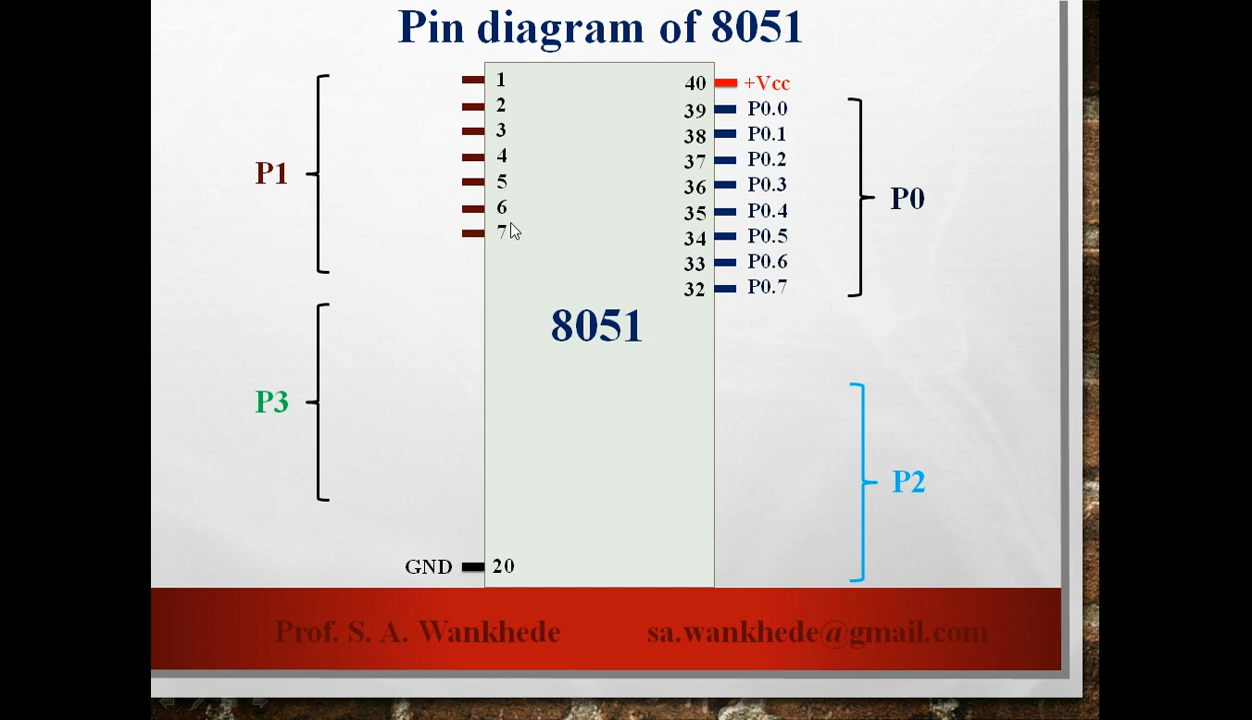 Pin diagram of 8051
1
2
3
4
5
6
7
P1
P3
GND 20
8051
40 +Vcc
39 P0.0
38 P0.1
37 P0.2
36 P0.3
35 P0.4
34 P0.5
33 P0.6
32 P0.7
P0
P2
Prof. S. A. Wankhede sa.wankhede@gmail.com